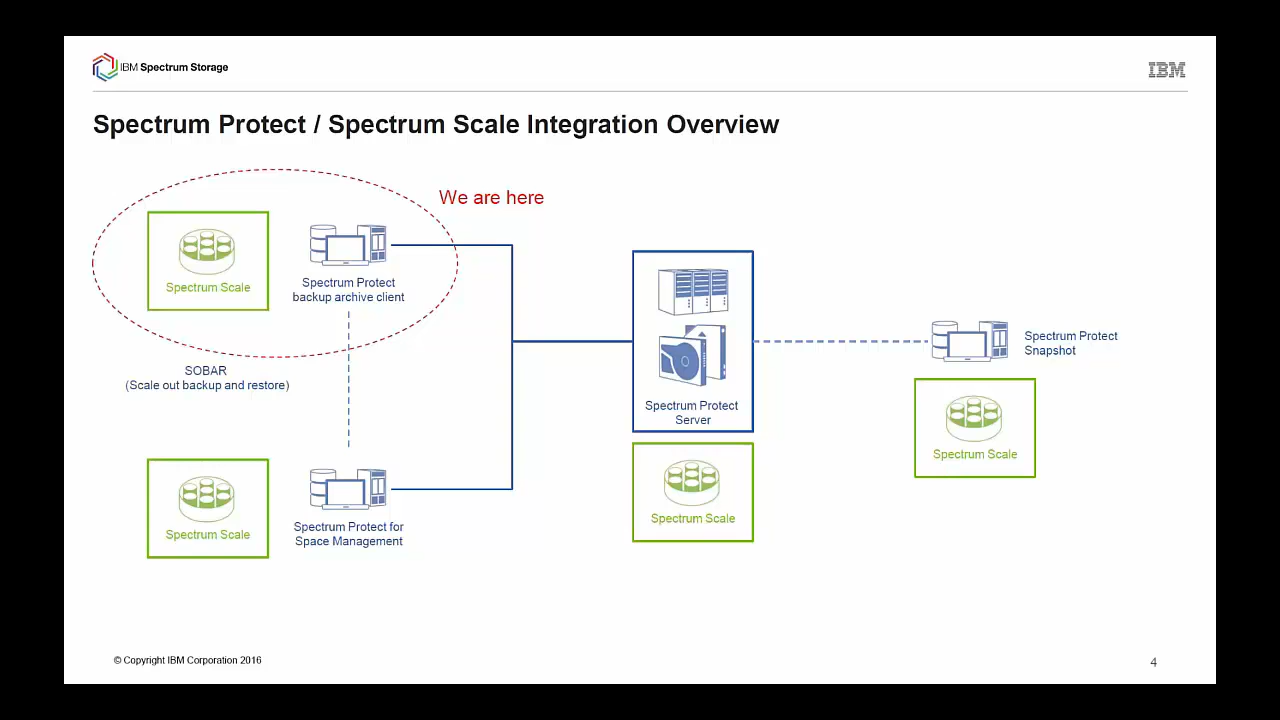 IBM Spectrum Storage
IBM
Spectrum Protect / Spectrum Scale Integration Overview
We are here
Spectrum Scale
Spectrum Protect
backup archive client
SOBAR
(Scale out backup and restore)
Spectrum Scale
Spectrum Protect for
Space Management
Spectrum Protect
Server
Spectrum Scale
Spectrum Protect
Snapshot
Spectrum Scale
© Copyright IBM Corporation 2016
4